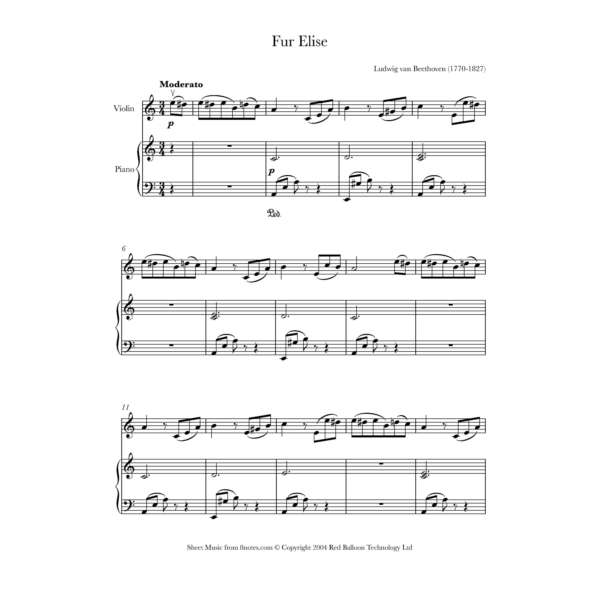 Fur Elise
Ludwig van Beethoven (1770-1827)
Moderato
Violin
p
Piano
p
Ped.
6
11
Sheet Music from 8notes.com © Copyright 2004 Red Balloon Technology Ltd